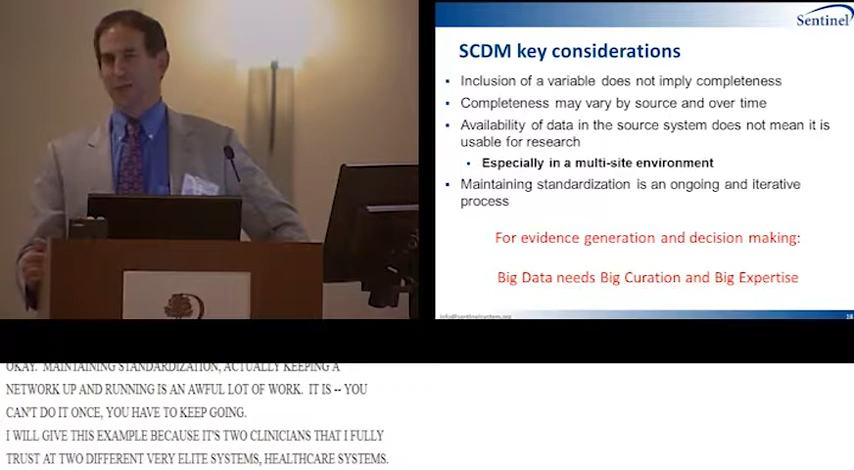 Sentinel
SCDM key considerations
▪ Inclusion of a variable does not imply completeness
▪ Completeness may vary by source and over time
▪ Availability of data in the source system does not mean it is
usable for research
• Especially in a multi-site environment
▪ Maintaining standardization is an ongoing and iterative
process
For evidence generation and decision making:
Big Data needs Big Curation and Big Expertise
info@sentinelsystem.org
18
OKAY. MAINTAINING STANDARDIZATION, ACTUALLY KEEPING A
NETWORK UP AND RUNNING IS AN AWFUL LOT OF WORK. IT IS -- YOU
CAN'T DO IT ONCE, YOU HAVE TO KEEP GOING.
I WILL GIVE THIS EXAMPLE BECAUSE IT'S TWO CLINICIANS THAT I FULLY
TRUST AT TWO DIFFERENT VERY ELITE SYSTEMS, HEALTHCARE SYSTEMS.